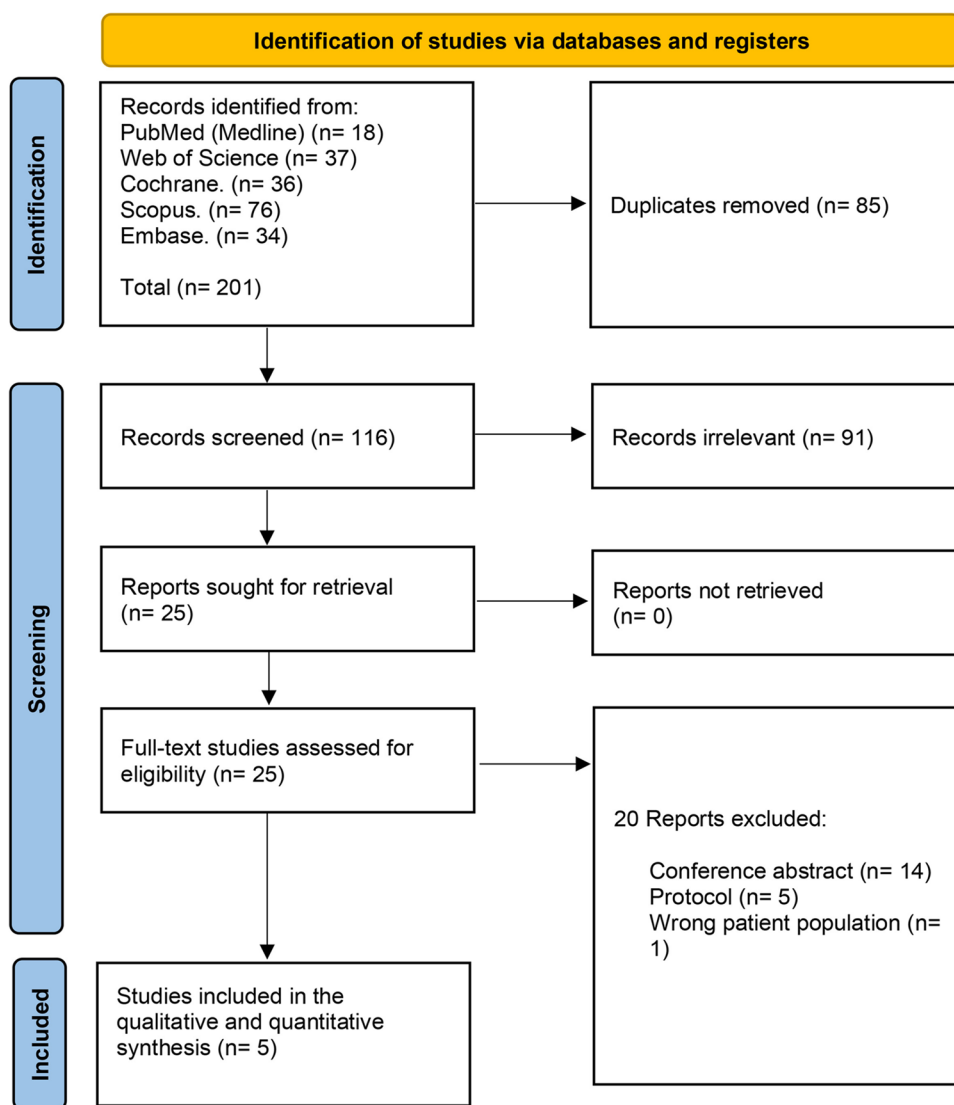 Identification of studies via databases and registers
Identification
Records identified from:
PubMed (Medline) (n= 18)
Web of Science (n= 37)
Cochrane. (n= 36)
Scopus. (n= 76)
Embase. (n= 34)
Total (n= 201)
Duplicates removed (n= 85)
Screening
Records screened (n= 116)
Records irrelevant (n= 91)
Reports sought for retrieval
(n= 25)
Reports not retrieved
(n= 0)
Full-text studies assessed for
eligibility (n= 25)
20 Reports excluded:
Conference abstract (n= 14)
Protocol (n= 5)
Wrong patient population (n=
1)
Included
Studies included in the
qualitative and quantitative
synthesis (n= 5)